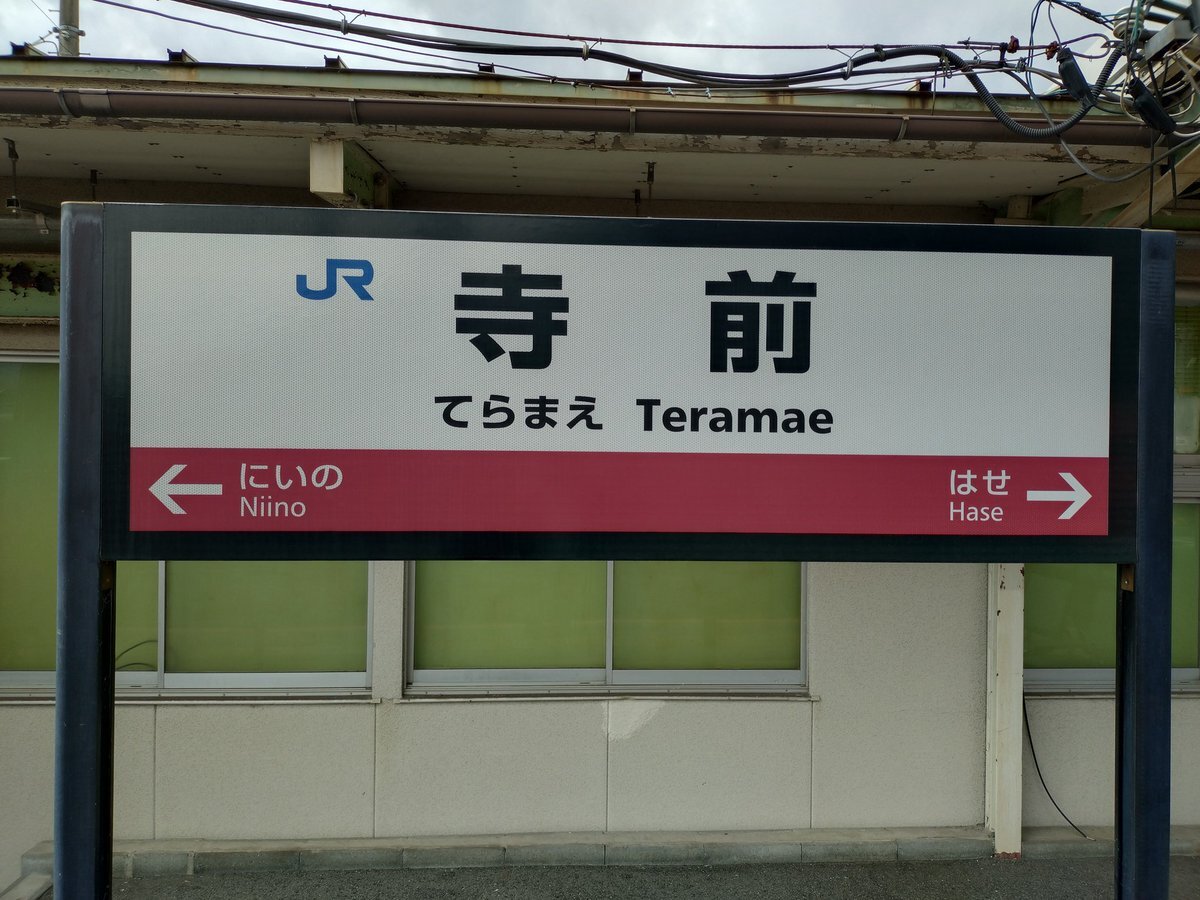 JR 寺前
てらまえ Teramae
← にいの
Niino
はせ →
Hase